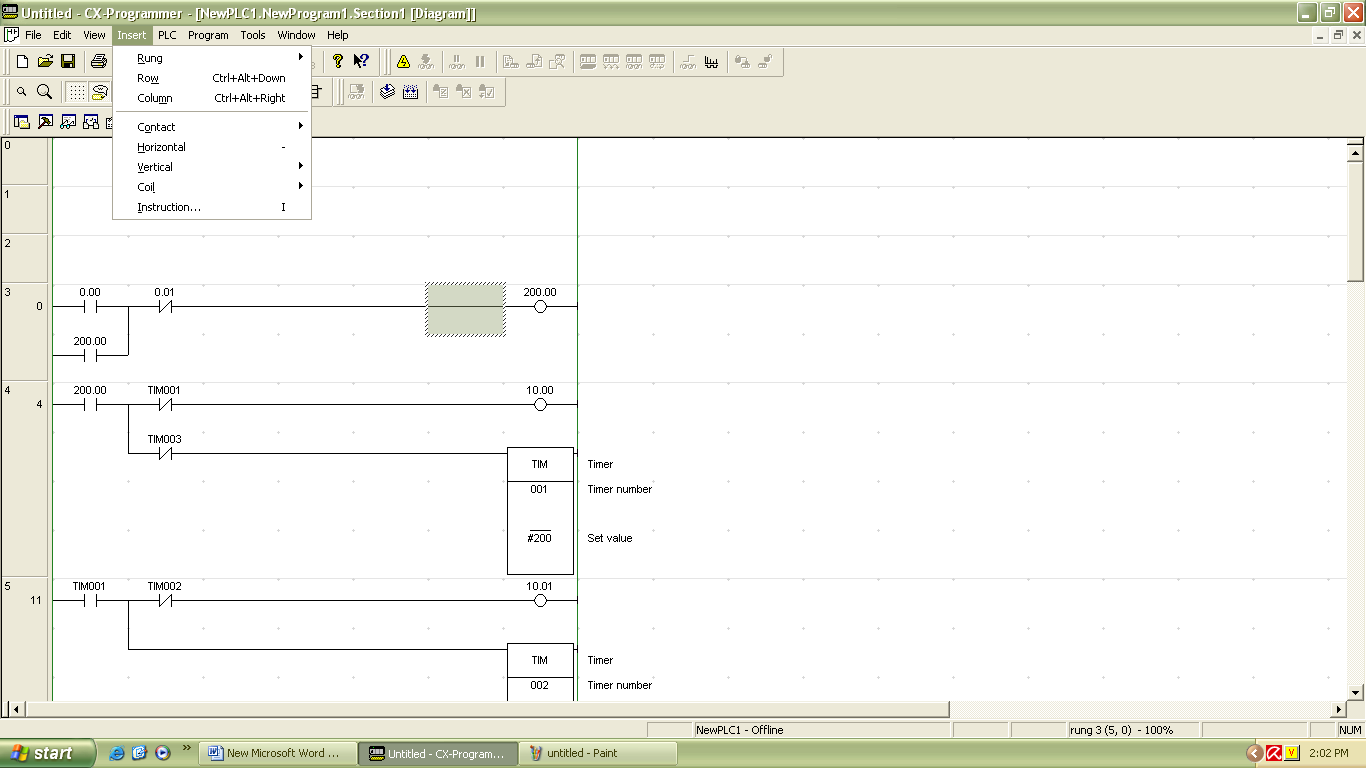 Untitled - CX-Programmer - [NewPLC1.NewProgram1.Section1 [Diagram]]
File Edit View Insert PLC Program Tools Window Help
Rung
Row Ctrl+Alt+Down
Column Ctrl+Alt+Right
Contact
Horizontal -
Vertical
Coil
Instruction... I
0
1
2
3
0.00 0.01 200.00
0
200.00
4
200.00 TIM001 10.00
4
TIM003
TIM Timer
001 Timer number
#200 Set value
5
TIM001 TIM002 10.01
11
TIM Timer
002 Timer number
NewPLC1 - Offline rung 3 (5, 0) - 100% NUM
start New Microsoft Word ... Untitled - CX-Program... untitled - Paint 2:02 PM